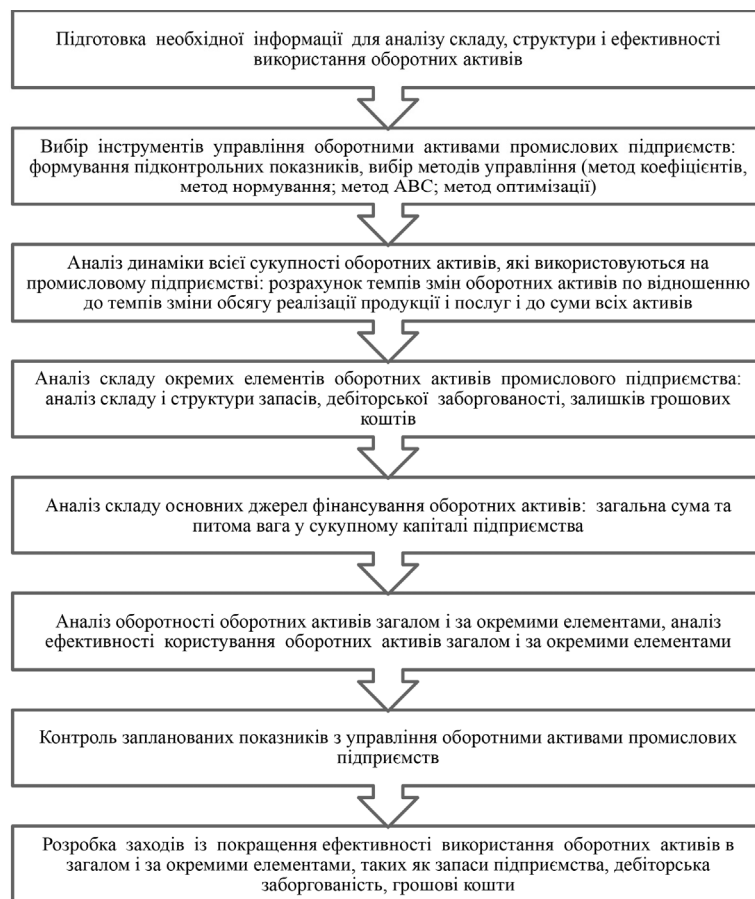 Підготовка необхідної інформації для аналізу складу, структури і ефективності
використання оборотних активів
Вибір інструментів управління оборотними активами промислових підприємств:
формування підконтрольних показників, вибір методів управління (метод коефіцієнтів,
метод нормування; метод АВС; метод оптимізації)
Аналіз динаміки всієї сукупності оборотних активів, які використовуються на
промисловому підприємстві: розрахунок темпів змін оборотних активів по відношенню
до темпів зміни обсягу реалізації продукції і послуг і до суми всіх активів
Аналіз складу окремих елементів оборотних активів промислового підприємства:
аналіз складу і структури запасів, дебіторської заборгованості, залишків грошових
коштів
Аналіз складу основних джерел фінансування оборотних активів: загальна сума та
питома вага у сукупному капіталі підприємства
Аналіз оборотності оборотних активів загалом і за окремими елементами, аналіз
ефективності користування оборотних активів загалом і за окремими елементами
Контроль запланованих показників з управління оборотними активами промислових
підприємств
Розробка заходів із покращення ефективності використання оборотних активів в
загалом і за окремими елементами, таких як запаси підприємства, дебіторська
заборгованість, грошові кошти